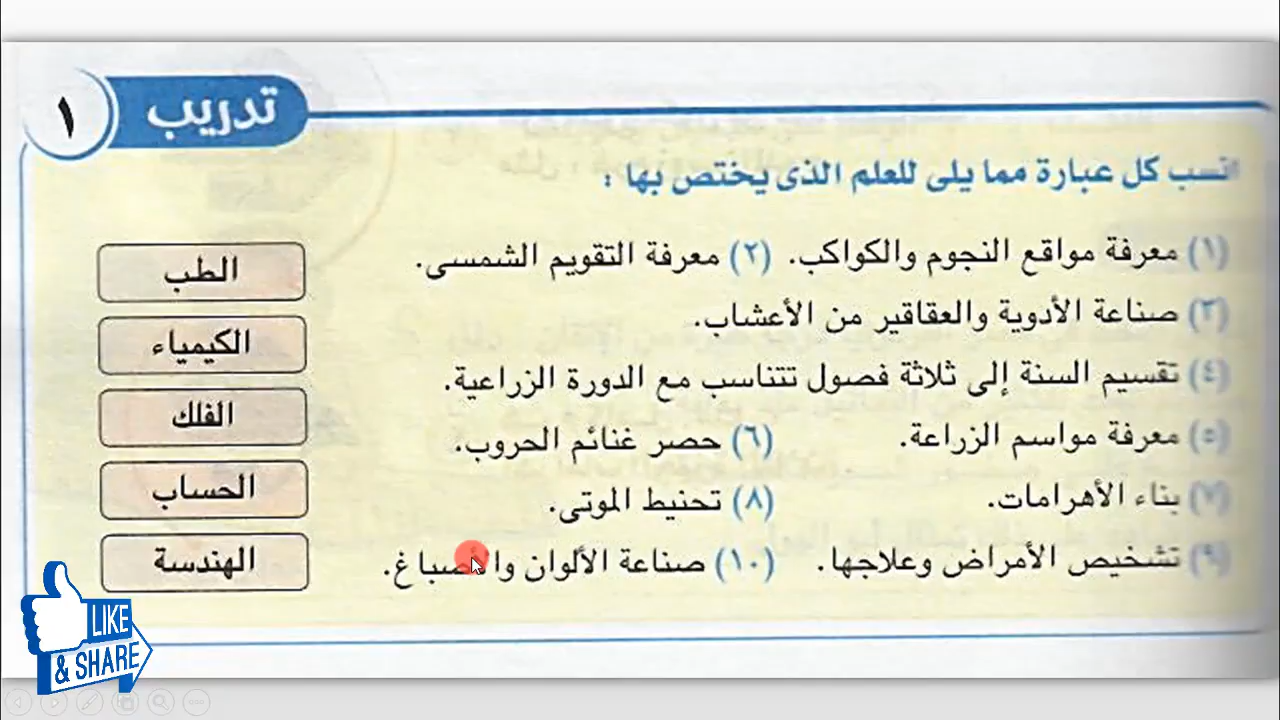 تدريب ١
انسب كل عبارة مما يلى للعلم الذى يختص بها :
(١) معرفة مواقع النجوم والكواكب. (٢) معرفة التقويم الشمسى.
(٣) صناعة الأدوية والعقاقير من الأعشاب.
(٤) تقسيم السنة إلى ثلاثة فصول تتناسب مع الدورة الزراعية.
(٥) معرفة مواسم الزراعة. (٦) حصر غنائم الحروب.
(٧) بناء الأهرامات. (٨) تحنيط الموتى.
(٩) تشخيص الأمراض وعلاجها. (١٠) صناعة الألوان والأصباغ.
الطب
الكيمياء
الفلك
الحساب
الهندسة
LIKE
& SHARE